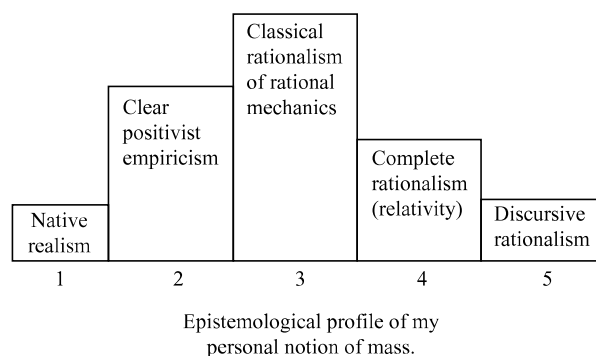 Classical
rationalism
of rational
mechanics
Clear
positivist
empiricism
Complete
rationalism
(relativity)
Native
realism
Discursive
rationalism
1 2 3 4 5
Epistemological profile of my
personal notion of mass.